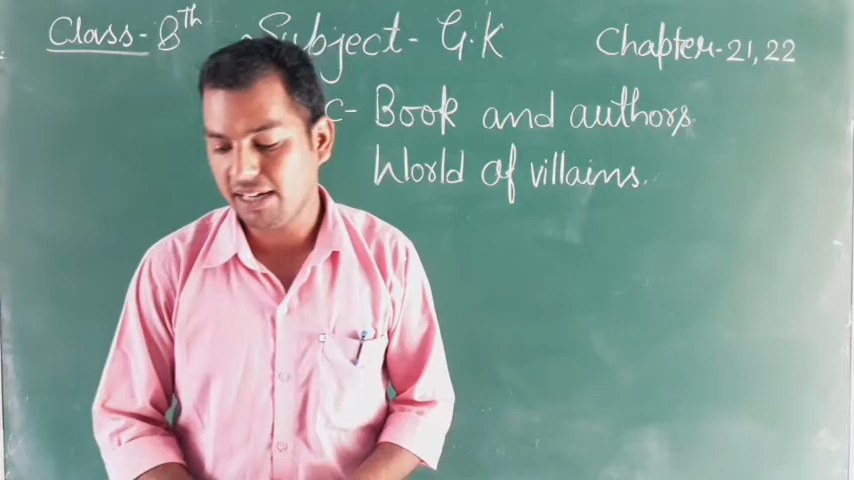 Class- 8th Subject- G.K Chapter-21,22
c- Book and authors.
World of villains.